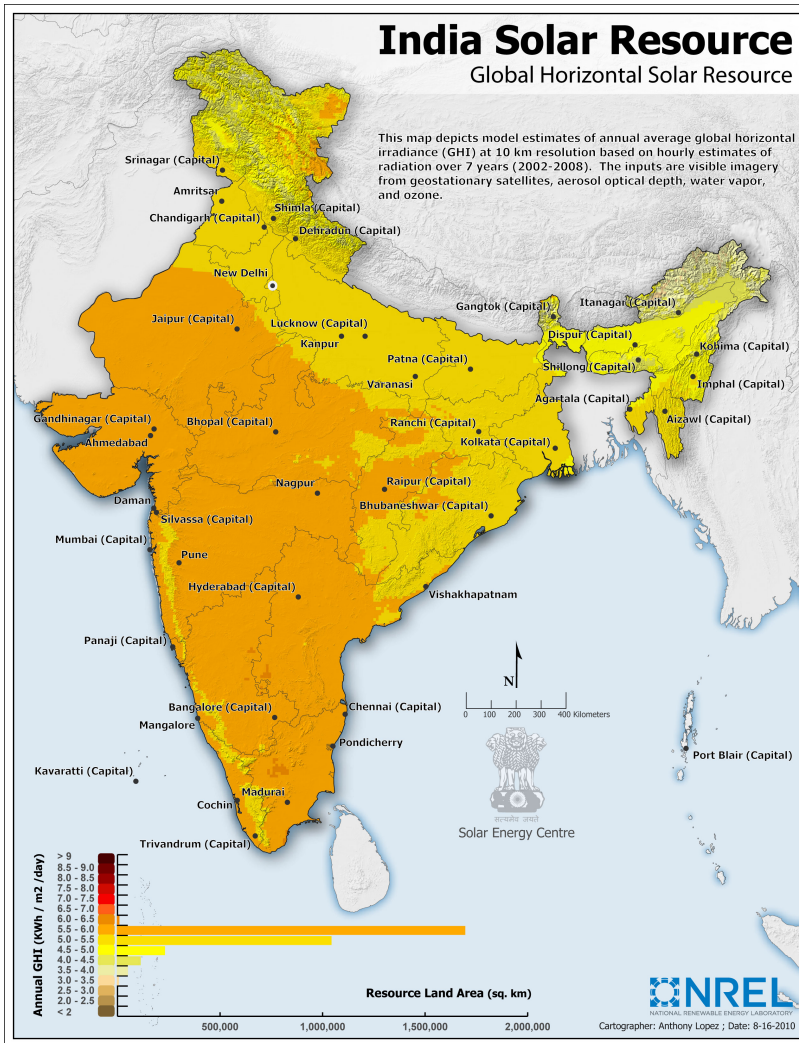 India Solar Resource
Global Horizontal Solar Resource
This map depicts model estimates of annual average global horizontal
irradiance (GHI) at 10 km resolution based on hourly estimates of
radiation over 7 years (2002-2008). The inputs are visible imagery
from geostationary satellites, aerosol optical depth, water vapor,
and ozone.
Srinagar (Capital)
Amritsar
Shimla (Capital)
Chandigarh (Capital)
Dehradun (Capital)
New Delhi
Gangtok (Capital)
Itanagar (Capital)
Jaipur (Capital)
Lucknow (Capital)
Kanpur
Dispur (Capital)
Kohima (Capital)
Patna (Capital)
Shillong (Capital)
Varanasi
Imphal (Capital)
Agartala (Capital)
Aizawl (Capital)
Gandhinagar (Capital)
Bhopal (Capital)
Ranchi (Capital)
Ahmedabad
Kolkata (Capital)
Nagpur
Raipur (Capital)
Daman
Bhubaneshwar (Capital)
Silvassa (Capital)
Mumbai (Capital)
Pune
Hyderabad (Capital)
Vishakhapatnam
Panaji (Capital)
N
Bangalore (Capital)
Chennai (Capital)
0 100 200 300 400 Kilometers
Mangalore
Pondicherry
Port Blair (Capital)
Kavaratti (Capital)
Madurai
Cochin
सत्यमेव जयते
Solar Energy Centre
Trivandrum (Capital)
Annual GHI (KWh / m2 /day)
> 9
8.5 - 9.0
8.0 - 8.5
7.5 - 8.0
7.0 - 7.5
6.5 - 7.0
6.0 - 6.5
5.5 - 6.0
5.0 - 5.5
4.5 - 5.0
4.0 - 4.5
3.5 - 4.0
3.0 - 3.5
2.5 - 3.0
2.0 - 2.5
< 2
Resource Land Area (sq. km)
500,000 1,000,000 1,500,000 2,000,000
NREL
NATIONAL RENEWABLE ENERGY LABORATORY
Cartographer: Anthony Lopez ; Date: 8-16-2010